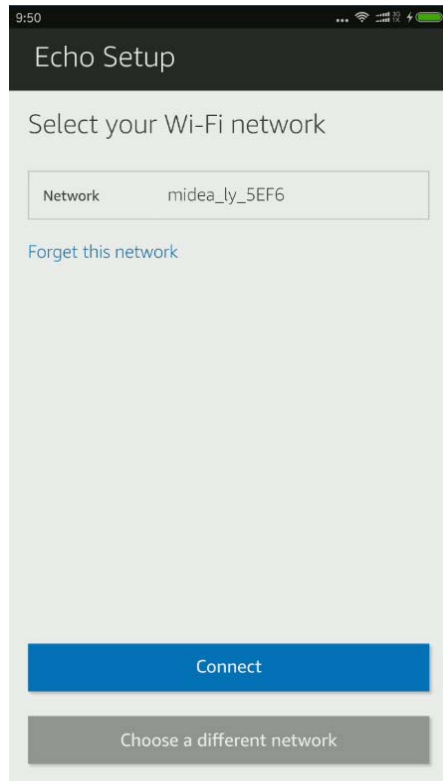 9:50
Echo Setup
Select your Wi-Fi network
Network midea_ly_5EF6
Forget this network
Connect
Choose a different network